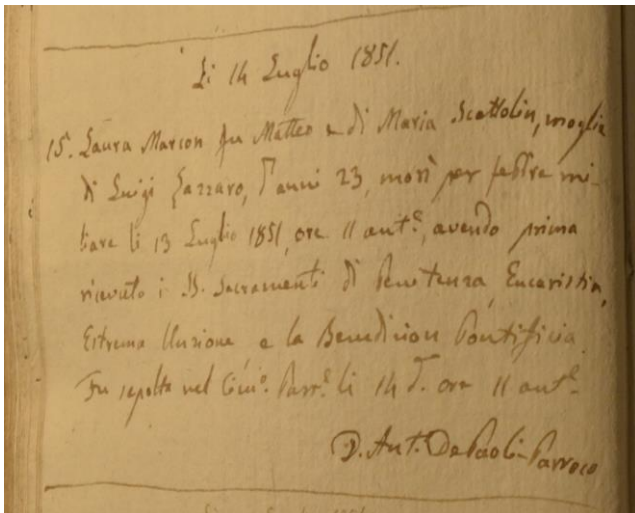 Li 14 Luglio 1851.
15. Laura Marcon fu Matteo e di Maria Scattolin, moglie
di Luigi Lazzaro, d'anni 23, morì per febbre mi-
liare li 13 Luglio 1851, ore 11 ant.e, avendo prima
ricevuto i SS. Sacramenti di Penitenza, Eucaristia,
Estrema Unzione, e la Benedizion Pontificia.
Fu sepolta nel Cimo. Parr.e li 14 d.o ore 11 ant.e
D. Ant.o De Paoli Parroco